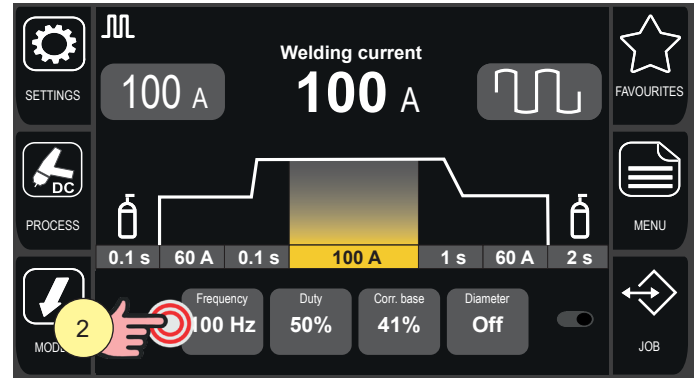 SETTINGS
Welding current
100 A
100 A
FAVOURITES
DC
PROCESS
MENU
0.1 s 60 A 0.1 s 100 A 1 s 60 A 2 s
Frequency
100 Hz
Duty
50%
Corr. base
41%
Diameter
Off
2
JOB